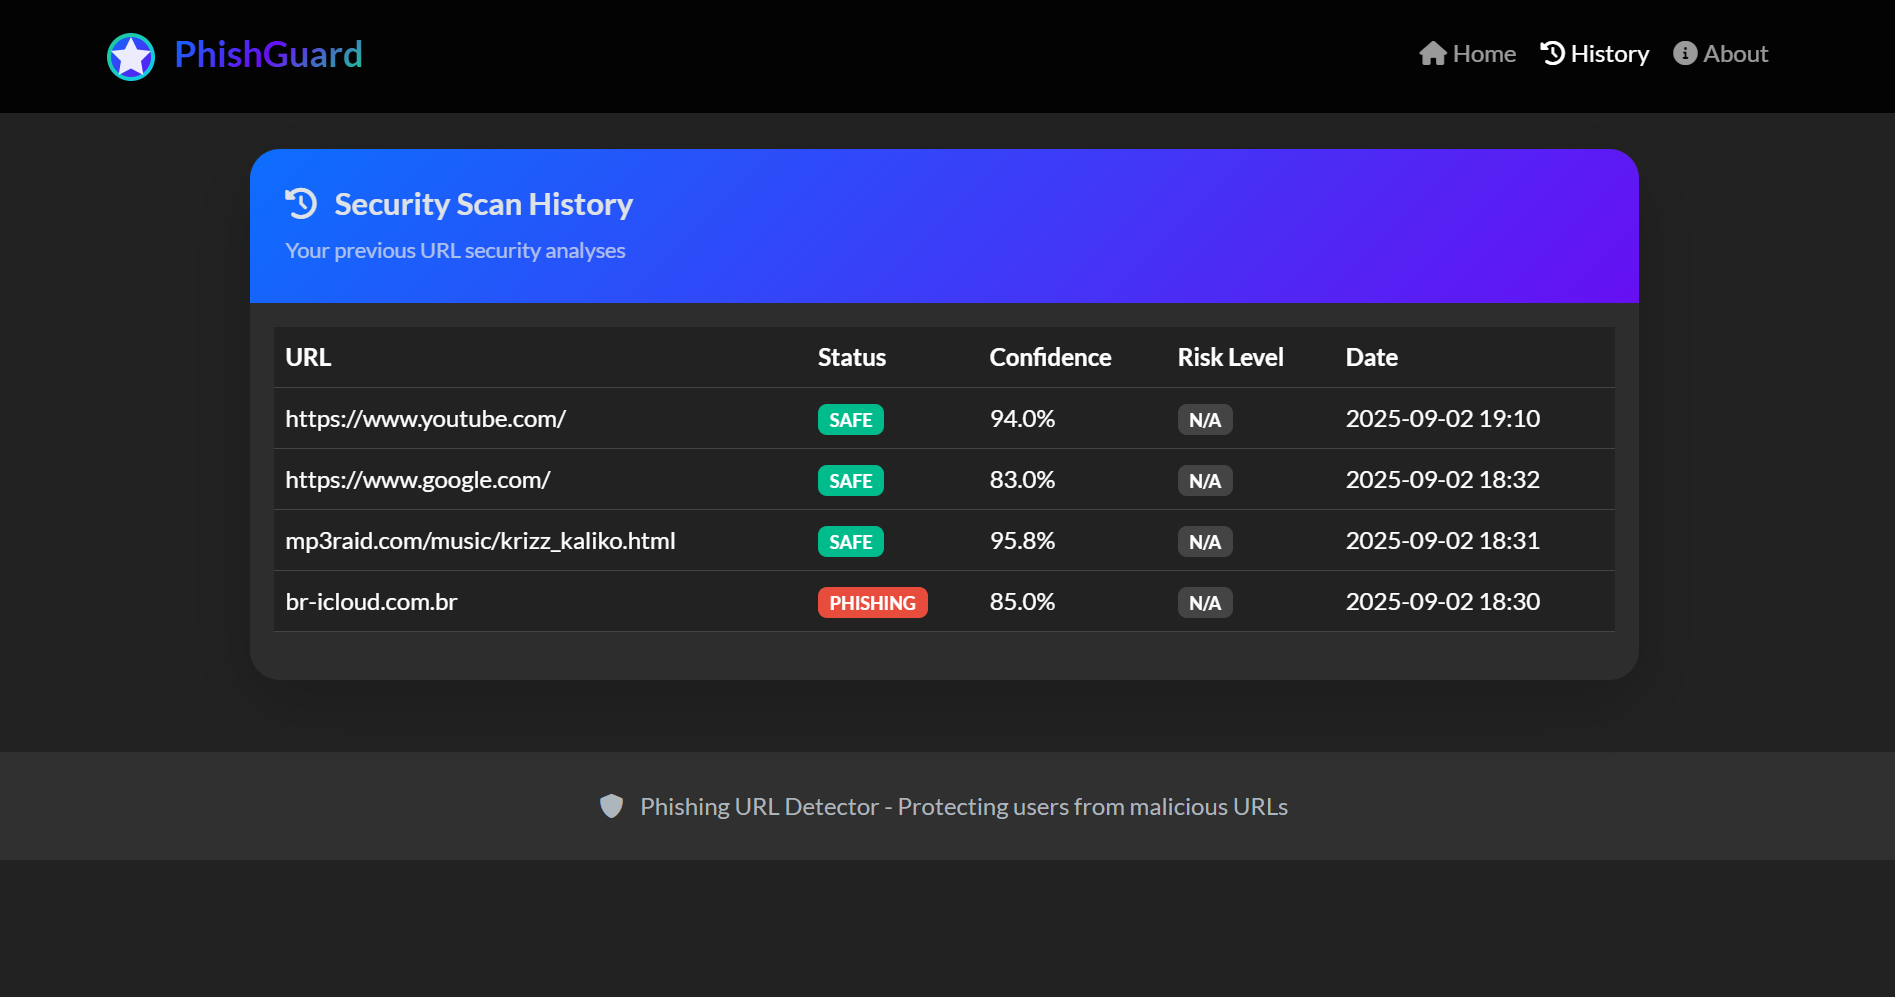 PhishGuard
Home History About
Security Scan History
Your previous URL security analyses
URL Status Confidence Risk Level Date
https://www.youtube.com/ SAFE 94.0% N/A 2025-09-02 19:10
https://www.google.com/ SAFE 83.0% N/A 2025-09-02 18:32
mp3raid.com/music/krizz_kaliko.html SAFE 95.8% N/A 2025-09-02 18:31
br-icloud.com.br PHISHING 85.0% N/A 2025-09-02 18:30
Phishing URL Detector - Protecting users from malicious URLs